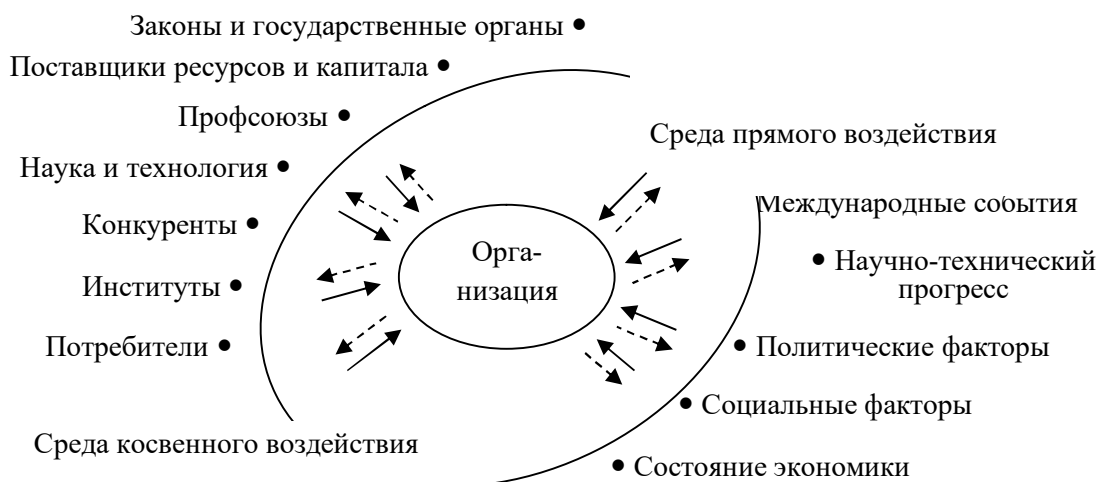 Законы и государственные органы •
Поставщики ресурсов и капитала •
Профсоюзы •
Среда прямого воздействия
Наука и технология •
Международные события
Конкуренты •
Орга-
низация
• Научно-технический
прогресс
Институты •
Потребители •
• Политические факторы
• Социальные факторы
Среда косвенного воздействия
• Состояние экономики